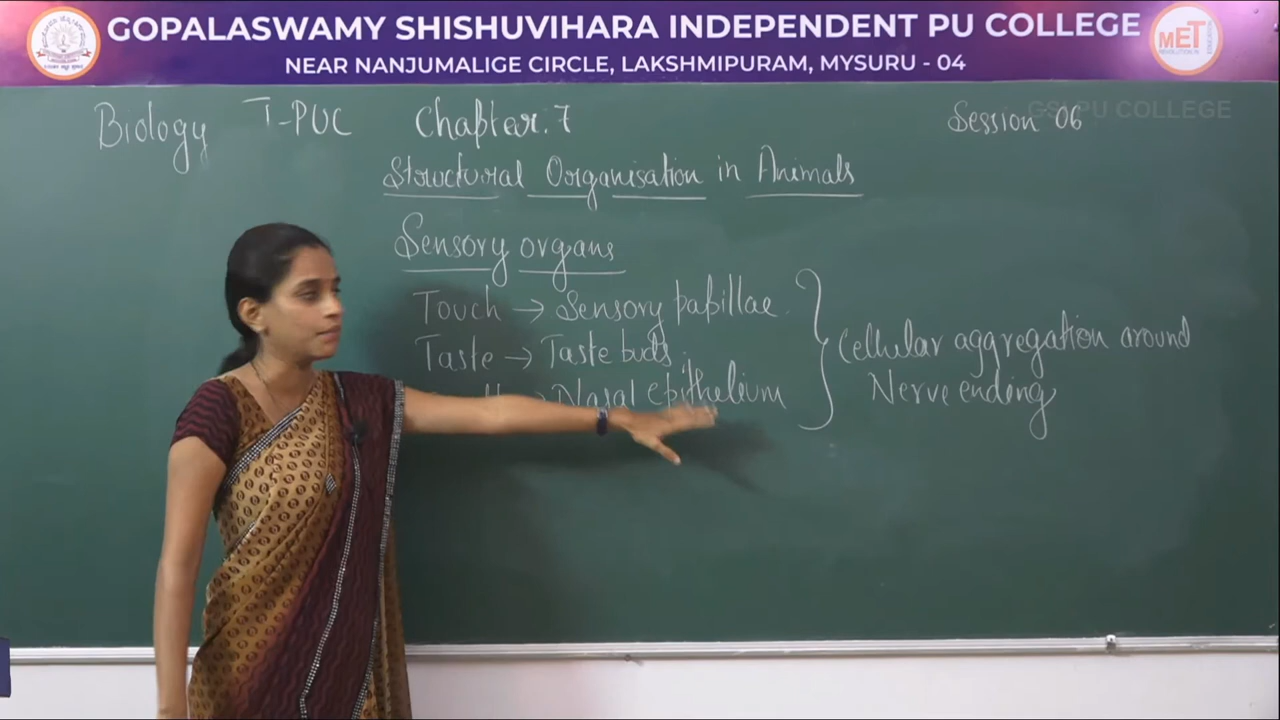 GOPALASWAMY SHISHUVIHARA INDEPENDENT PU COLLEGE
NEAR NANJUMALIGE CIRCLE, LAKSHMIPURAM, MYSURU - 04
MET
GSI PU COLLEGE
Biology I-PUC Chapter. 7 Session 06
Structural Organisation in Animals
Sensory organs
Touch → Sensory papillae.
Taste → Taste buds.
→ Nasal epithelium
Cellular aggregation around
Nerve ending